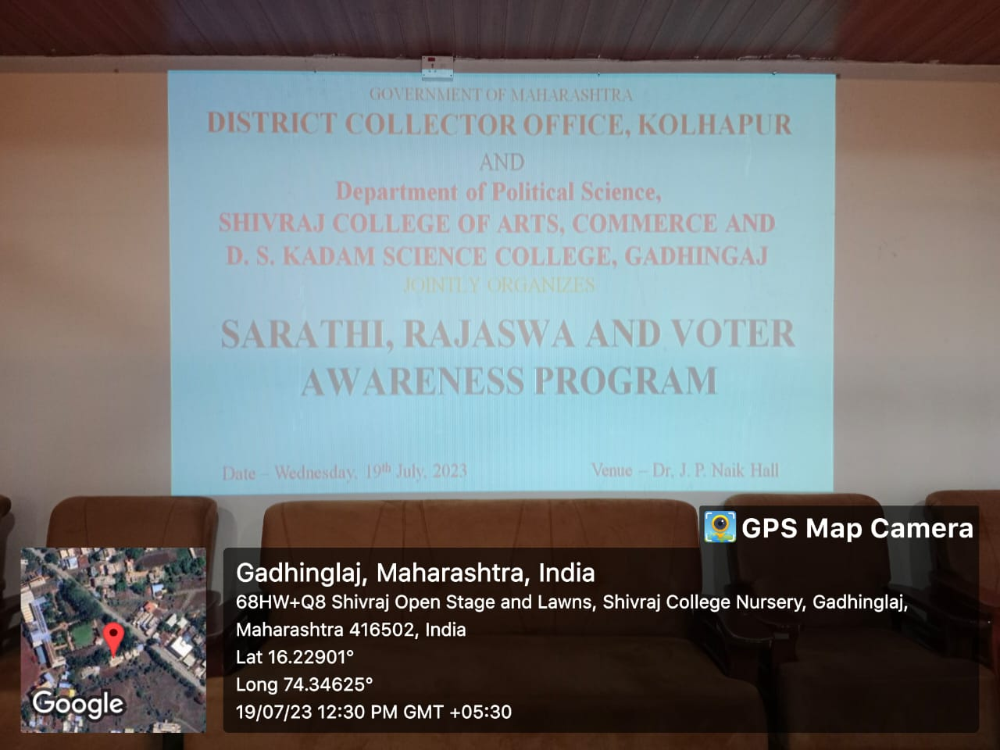 GOVERNMENT OF MAHARASHTRA
DISTRICT COLLECTOR OFFICE, KOLHAPUR
AND
Department of Political Science,
SHIVRAJ COLLEGE OF ARTS, COMMERCE AND
D. S. KADAM SCIENCE COLLEGE, GADHINGAJ
JOINTLY ORGANIZES
SARATHI, RAJASWA AND VOTER
AWARENESS PROGRAM
Date – Wednesday, 19th July, 2023
Venue – Dr, J. P. Naik Hall
GPS Map Camera
Gadhinglaj, Maharashtra, India
68HW+Q8 Shivraj Open Stage and Lawns, Shivraj College Nursery, Gadhinglaj,
Maharashtra 416502, India
Lat 16.22901°
Long 74.34625°
19/07/23 12:30 PM GMT +05:30
Google